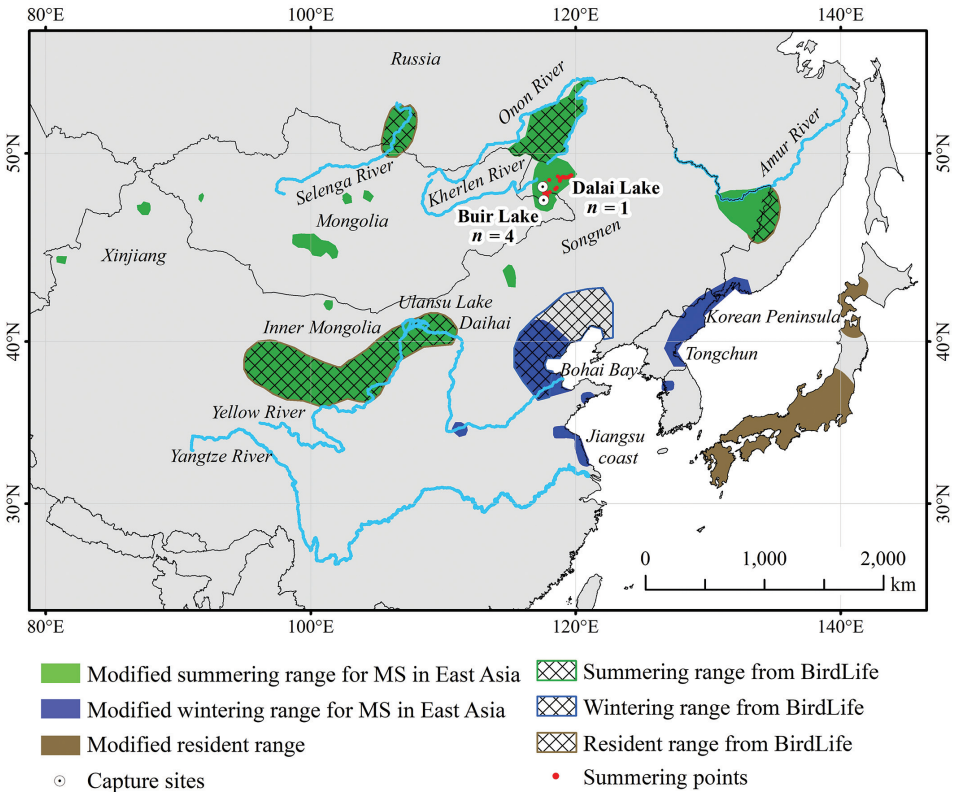 80°E 100°E 120°E 140°E
Russia
Onon River
50°N 50°N
Amur River
Selenga River
Kherlen River
Dalai Lake
n = 1
Mongolia
Buir Lake
n = 4
Songnen
Xinjiang
Ulansu Lake
Inner Mongolia
Daihai
Korean Peninsula
40°N 40°N
Tongchun
Bohai Bay
Yellow River
Jiangsu
coast
Yangtze River
30°N 30°N
0 1,000 2,000
km
80°E 100°E 120°E 140°E
Modified summering range for MS in East Asia
Modified wintering range for MS in East Asia
Modified resident range
Capture sites
Summering range from BirdLife
Wintering range from BirdLife
Resident range from BirdLife
Summering points